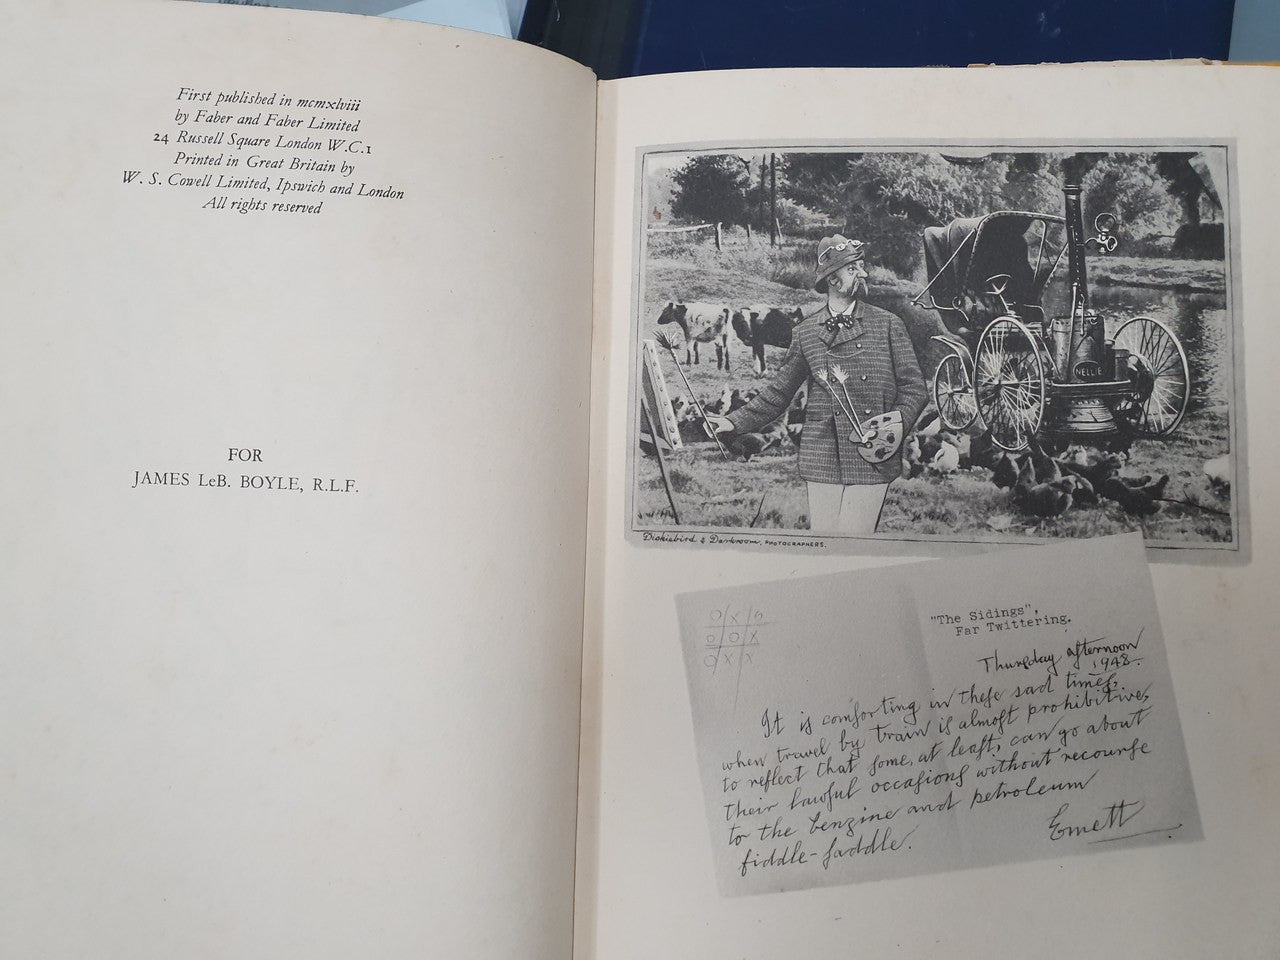 First published in mcmxlviii
by Faber and Faber Limited
24 Russell Square London W.C.1
Printed in Great Britain by
W. S. Cowell Limited, Ipswich and London
All rights reserved
FOR
JAMES LeB. BOYLE, R.L.F.
NELLIE
Dickiebird & Darkroom, PHOTOGRAPHERS.
"The Sidings",
Far Twittering.
Thursday afternoon
1948.
It is comforting in theſe sad times,
when travel by train iſ almoſt prohibitive,
to reflect that ſome, at leaſt, can go about
their lawful occaſionſ without recourſe
to the benzine and petroleum
fiddle-faddle.
Emett
O X S
O O X
O X X